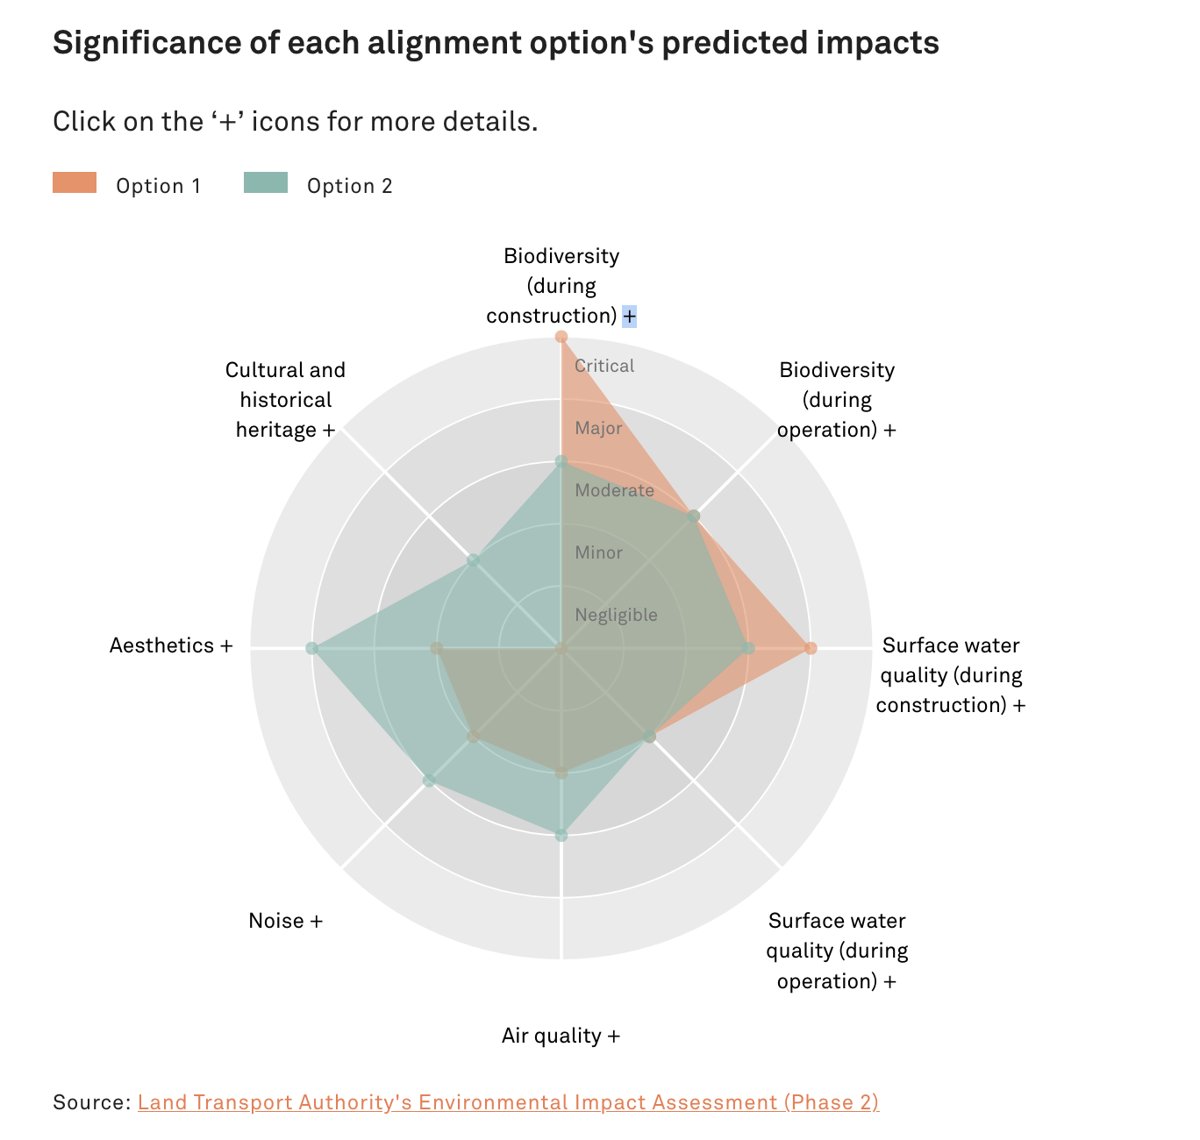 Significance of each alignment option's predicted impacts
Click on the ‘+’ icons for more details.
Option 1 Option 2
Biodiversity
(during
construction) +
Cultural and
historical
heritage +
Biodiversity
(during
operation) +
Critical
Major
Moderate
Minor
Negligible
Aesthetics +
Surface water
quality (during
construction) +
Noise +
Surface water
quality (during
operation) +
Air quality +
Source: Land Transport Authority's Environmental Impact Assessment (Phase 2)